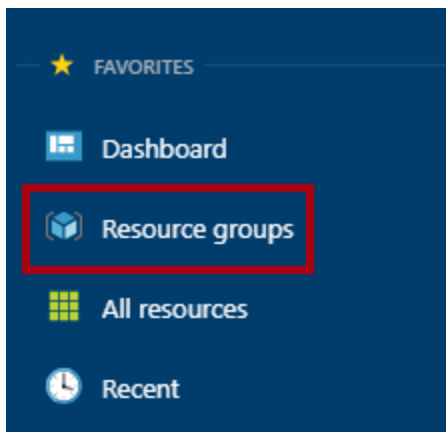 FAVORITES
Dashboard
Resource groups
All resources
Recent